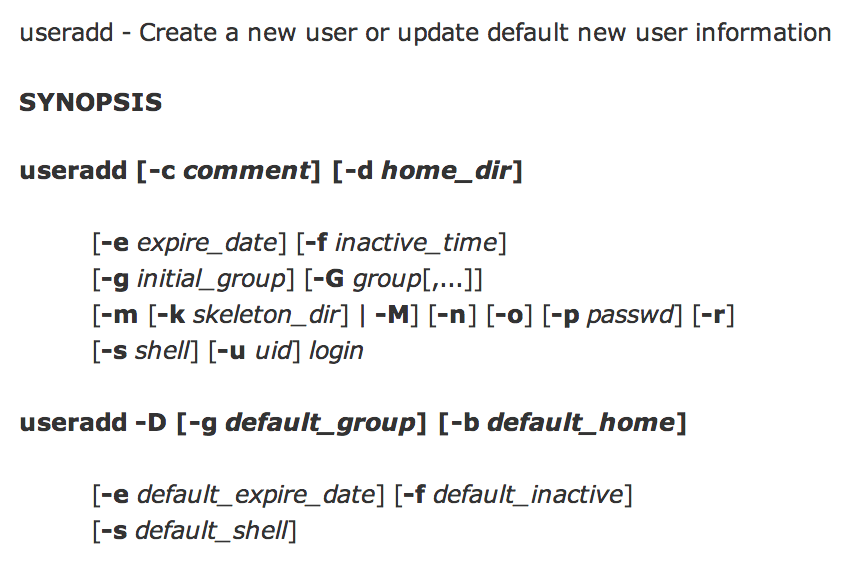 useradd - Create a new user or update default new user information
SYNOPSIS
useradd [-c comment] [-d home_dir]
[-e expire_date] [-f inactive_time]
[-g initial_group] [-G group[,...]]
[-m [-k skeleton_dir] | -M] [-n] [-o] [-p passwd] [-r]
[-s shell] [-u uid] login
useradd -D [-g default_group] [-b default_home]
[-e default_expire_date] [-f default_inactive]
[-s default_shell]